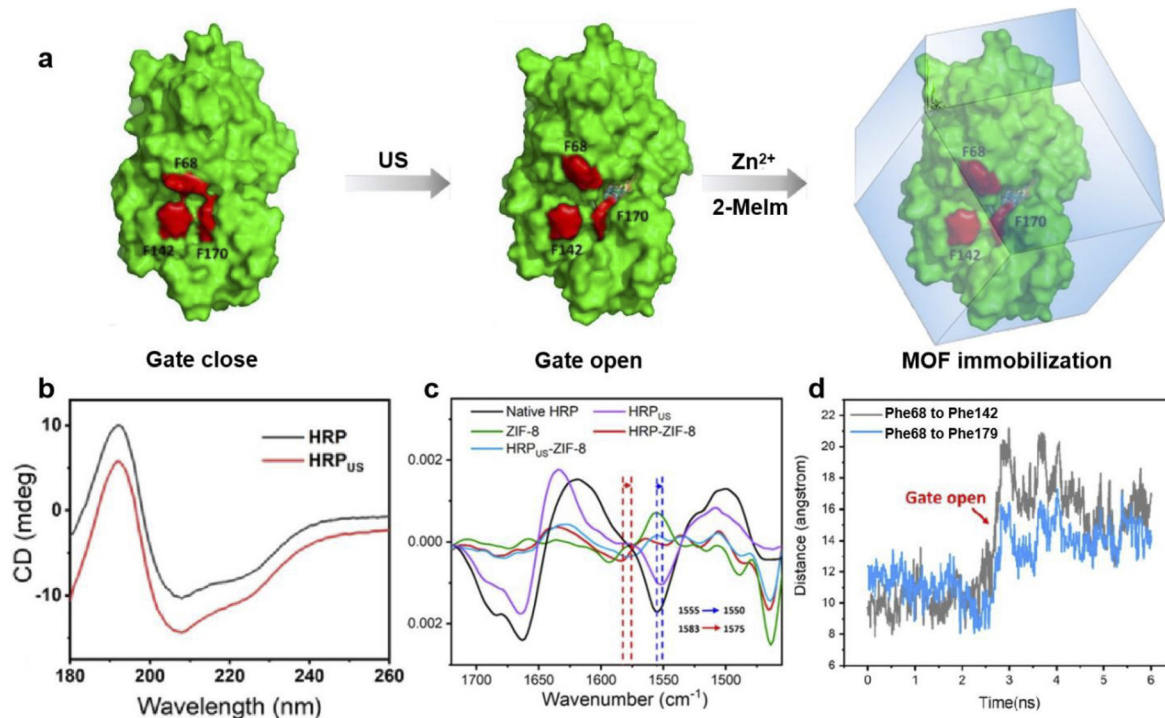 a
F68
F142
F170
US
F68
F142
F170
Zn²⁺
2-MeIm
F68
F142
F170
Gate close
Gate open
MOF immobilization
b
CD (mdeg)
10
0
-10
180
200
220
240
260
Wavelength (nm)
HRP
HRP_US
c
Native HRP
HRP_US
ZIF-8
HRP-ZIF-8
HRP_US-ZIF-8
0.002
0.000
0.002
1555 → 1550
1583 → 1575
1700
1650
1600
1550
1500
Wavenumber (cm⁻¹)
d
Phe68 to Phe142
Phe68 to Phe179
Gate open
Distance (angstrom)
22
20
18
16
14
12
10
8
6
0
1
2
3
4
5
6
Time(ns)